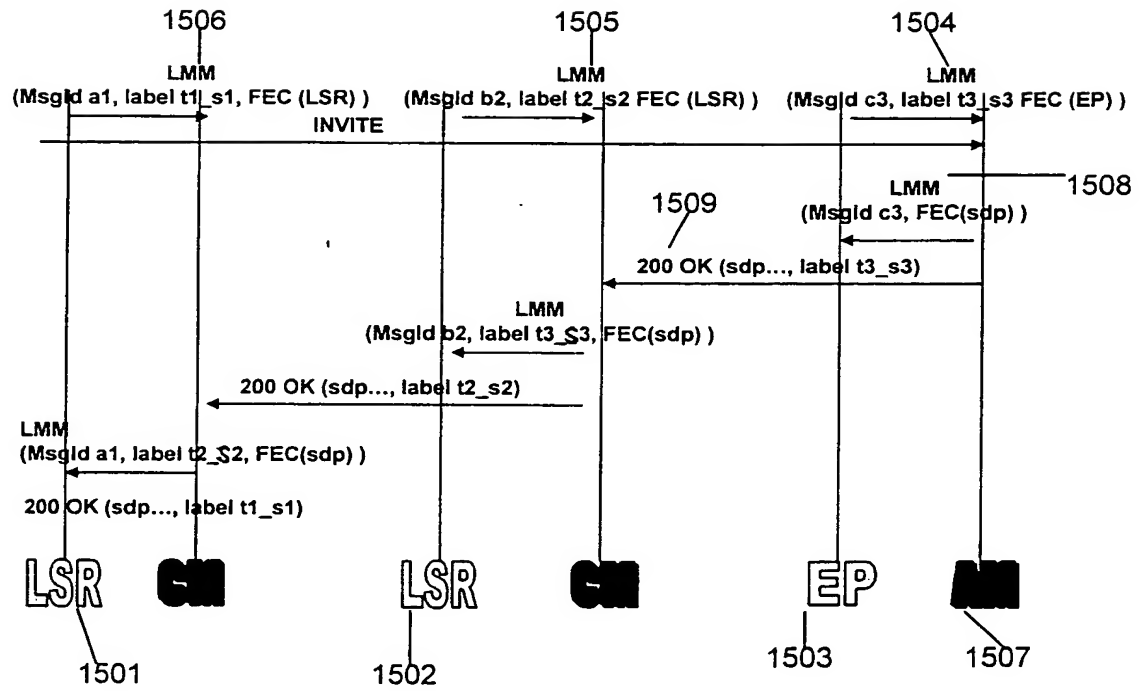 1506
1505
1504
LMM
(MsgId a1, label t1_s1, FEC (LSR) )
LMM
(MsgId b2, label t2_s2 FEC (LSR) )
LMM
(MsgId c3, label t3_s3 FEC (EP) )
INVITE
1508
LMM
(MsgId c3, FEC(sdp) )
1509
200 OK (sdp..., label t3_s3)
LMM
(MsgId b2, label t3_S3, FEC(sdp) )
200 OK (sdp..., label t2_s2)
LMM
(MsgId a1, label t2_S2, FEC(sdp) )
200 OK (sdp..., label t1_s1)
LSR CM LSR CM EP AM
1501
1502
1503
1507